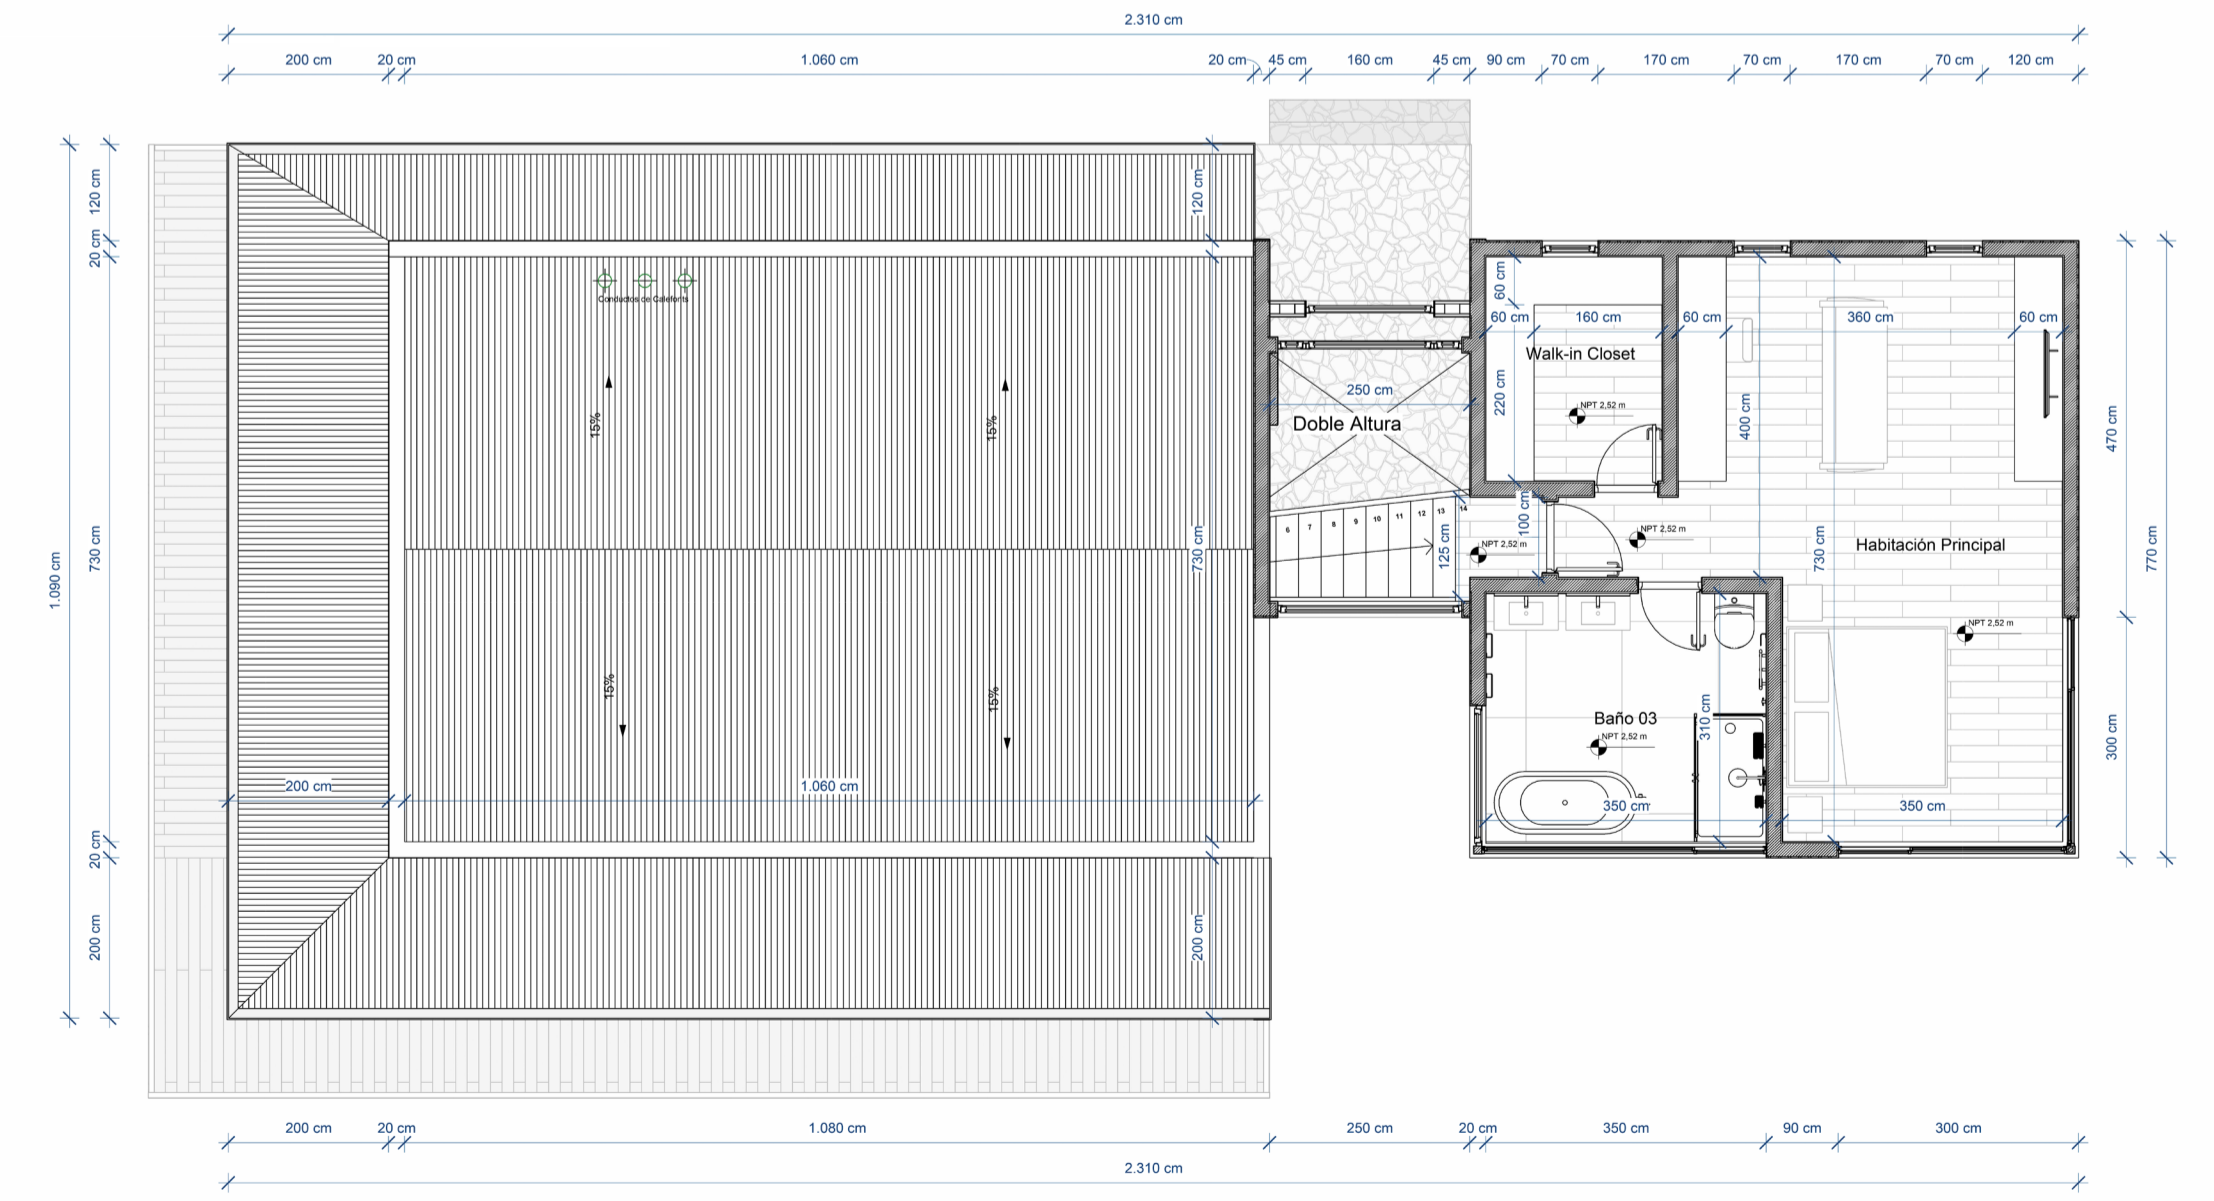 2.310 cm
200 cm 20 cm 1.060 cm 20 cm 45 cm 160 cm 45 cm 90 cm 70 cm 170 cm 70 cm 170 cm 70 cm 120 cm
120 cm
120 cm
20 cm
60 cm
Conductos de Calefonts
60 cm 160 cm 60 cm 360 cm 60 cm
Walk-in Closet
250 cm
220 cm
NPT 2,52 m
400 cm
15%
15%
Doble Altura
470 cm
6 7 8 9 10 11 12 13 14
100 cm
125 cm
NPT 2,52 m
NPT 2,52 m
730 cm
Habitación Principal
730 cm
730 cm
770 cm
1.090 cm
NPT 2,52 m
15%
15%
310 cm
Baño 03
NPT 2,52 m
300 cm
200 cm
1.060 cm
350 cm
350 cm
20 cm
200 cm
200 cm
200 cm 20 cm 1.080 cm 250 cm 20 cm 350 cm 90 cm 300 cm
2.310 cm